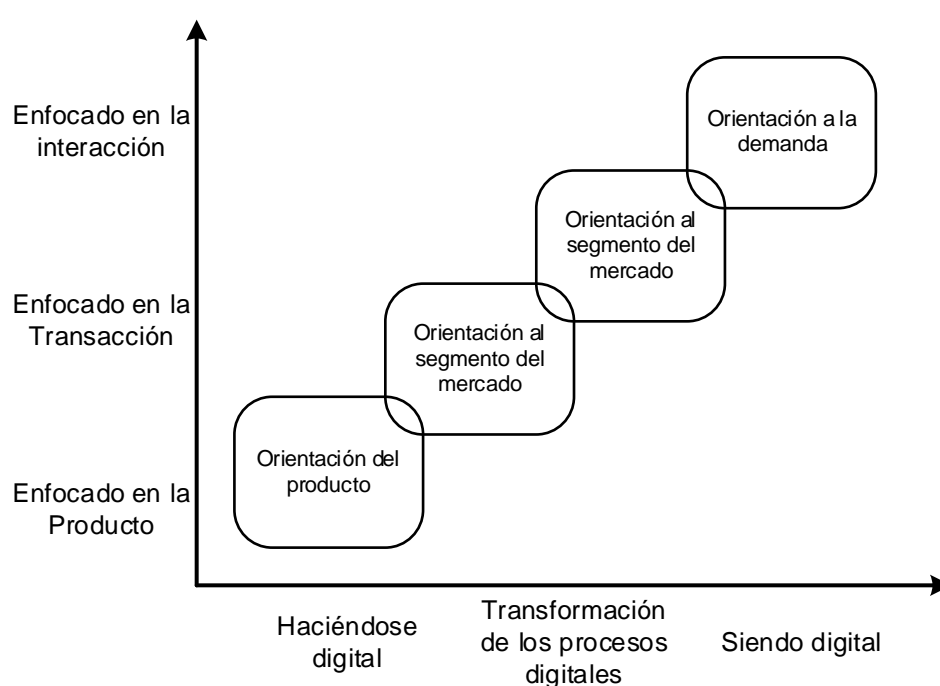 Enfocado en la
interacción
Orientación a la
demanda
Orientación al
segmento del
mercado
Enfocado en la
Transacción
Orientación al
segmento del
mercado
Orientación del
producto
Enfocado en la
Producto
Haciéndose
digital
Transformación
de los procesos
digitales
Siendo digital